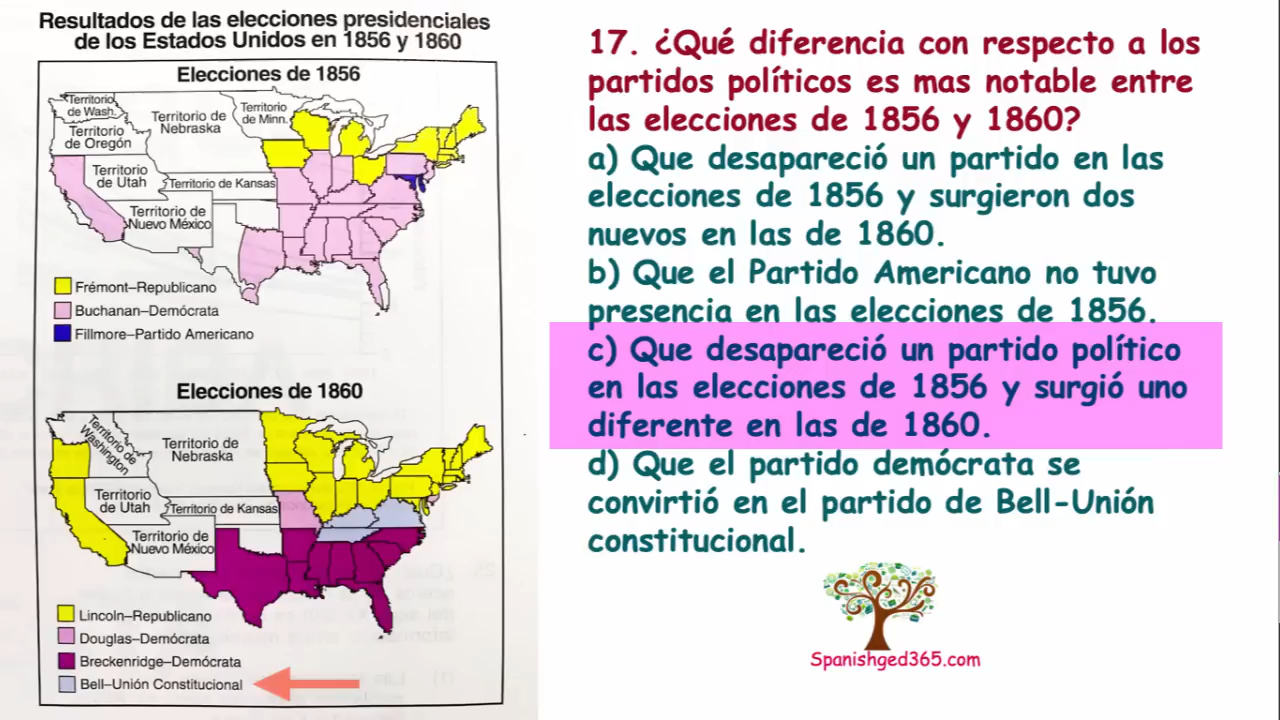 Resultados de las elecciones presidenciales
de los Estados Unidos en 1856 y 1860
Elecciones de 1856
Territorio
de Wash.
Territorio de
Nebraska
Territorio
de Minn.
Territorio
de Oregón
Territorio
de Utah
Territorio de Kansas
Territorio de
Nuevo México
Frémont–Republicano
Buchanan–Demócrata
Fillmore–Partido Americano
Elecciones de 1860
Territorio de
Washington
Territorio de
Nebraska
Territorio
de Utah
Territorio de Kansas
Territorio de
Nuevo México
Lincoln–Republicano
Douglas–Demócrata
Breckenridge–Demócrata
Bell–Unión Constitucional
17. ¿Qué diferencia con respecto a los
partidos políticos es mas notable entre
las elecciones de 1856 y 1860?
a) Que desapareció un partido en las
elecciones de 1856 y surgieron dos
nuevos en las de 1860.
b) Que el Partido Americano no tuvo
presencia en las elecciones de 1856.
c) Que desapareció un partido político
en las elecciones de 1856 y surgió uno
diferente en las de 1860.
d) Que el partido demócrata se
convirtió en el partido de Bell-Unión
constitucional.
Spanishged365.com